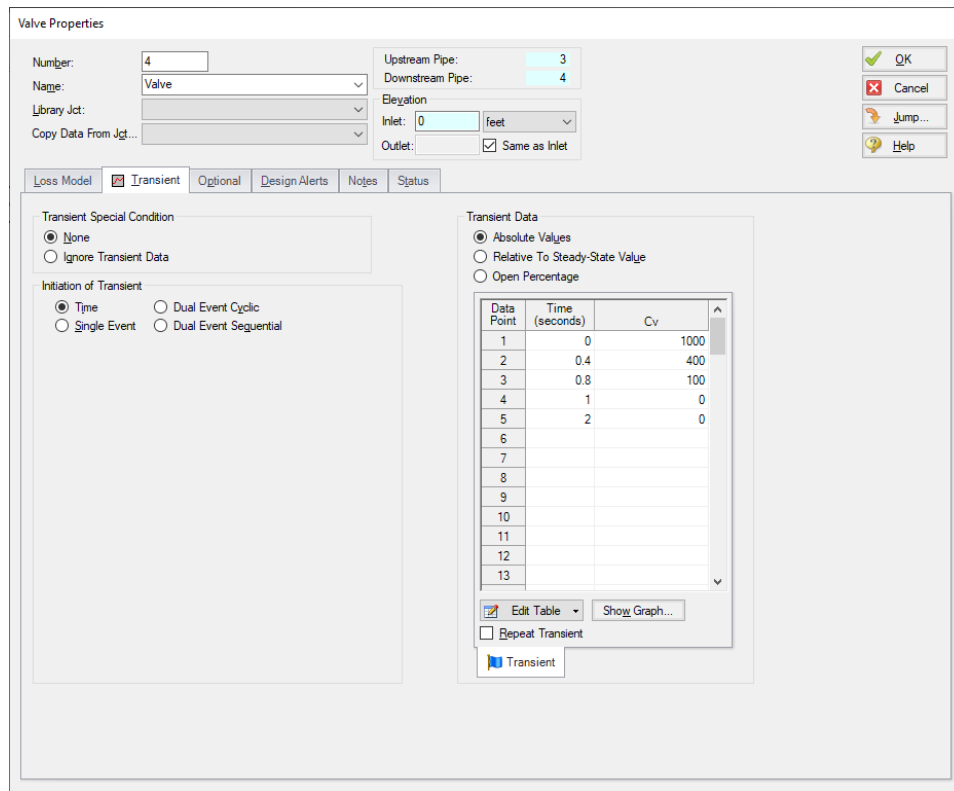 Valve Properties
Number: 4
Name: Valve
Library Jct:
Copy Data From Jct...
Upstream Pipe: 3
Downstream Pipe: 4
Elevation
Inlet: 0 feet
Outlet: Same as Inlet
OK
Cancel
Jump...
Help
Loss Model Transient Optional Design Alerts Notes Status
Transient Special Condition
None
Ignore Transient Data
Initiation of Transient
Time Dual Event Cyclic
Single Event Dual Event Sequential
Transient Data
Absolute Values
Relative To Steady-State Value
Open Percentage
Data Point Time (seconds) Cv
1 0 1000
2 0.4 400
3 0.8 100
4 1 0
5 2 0
6
7
8
9
10
11
12
13
Edit Table Show Graph...
Repeat Transient
Transient